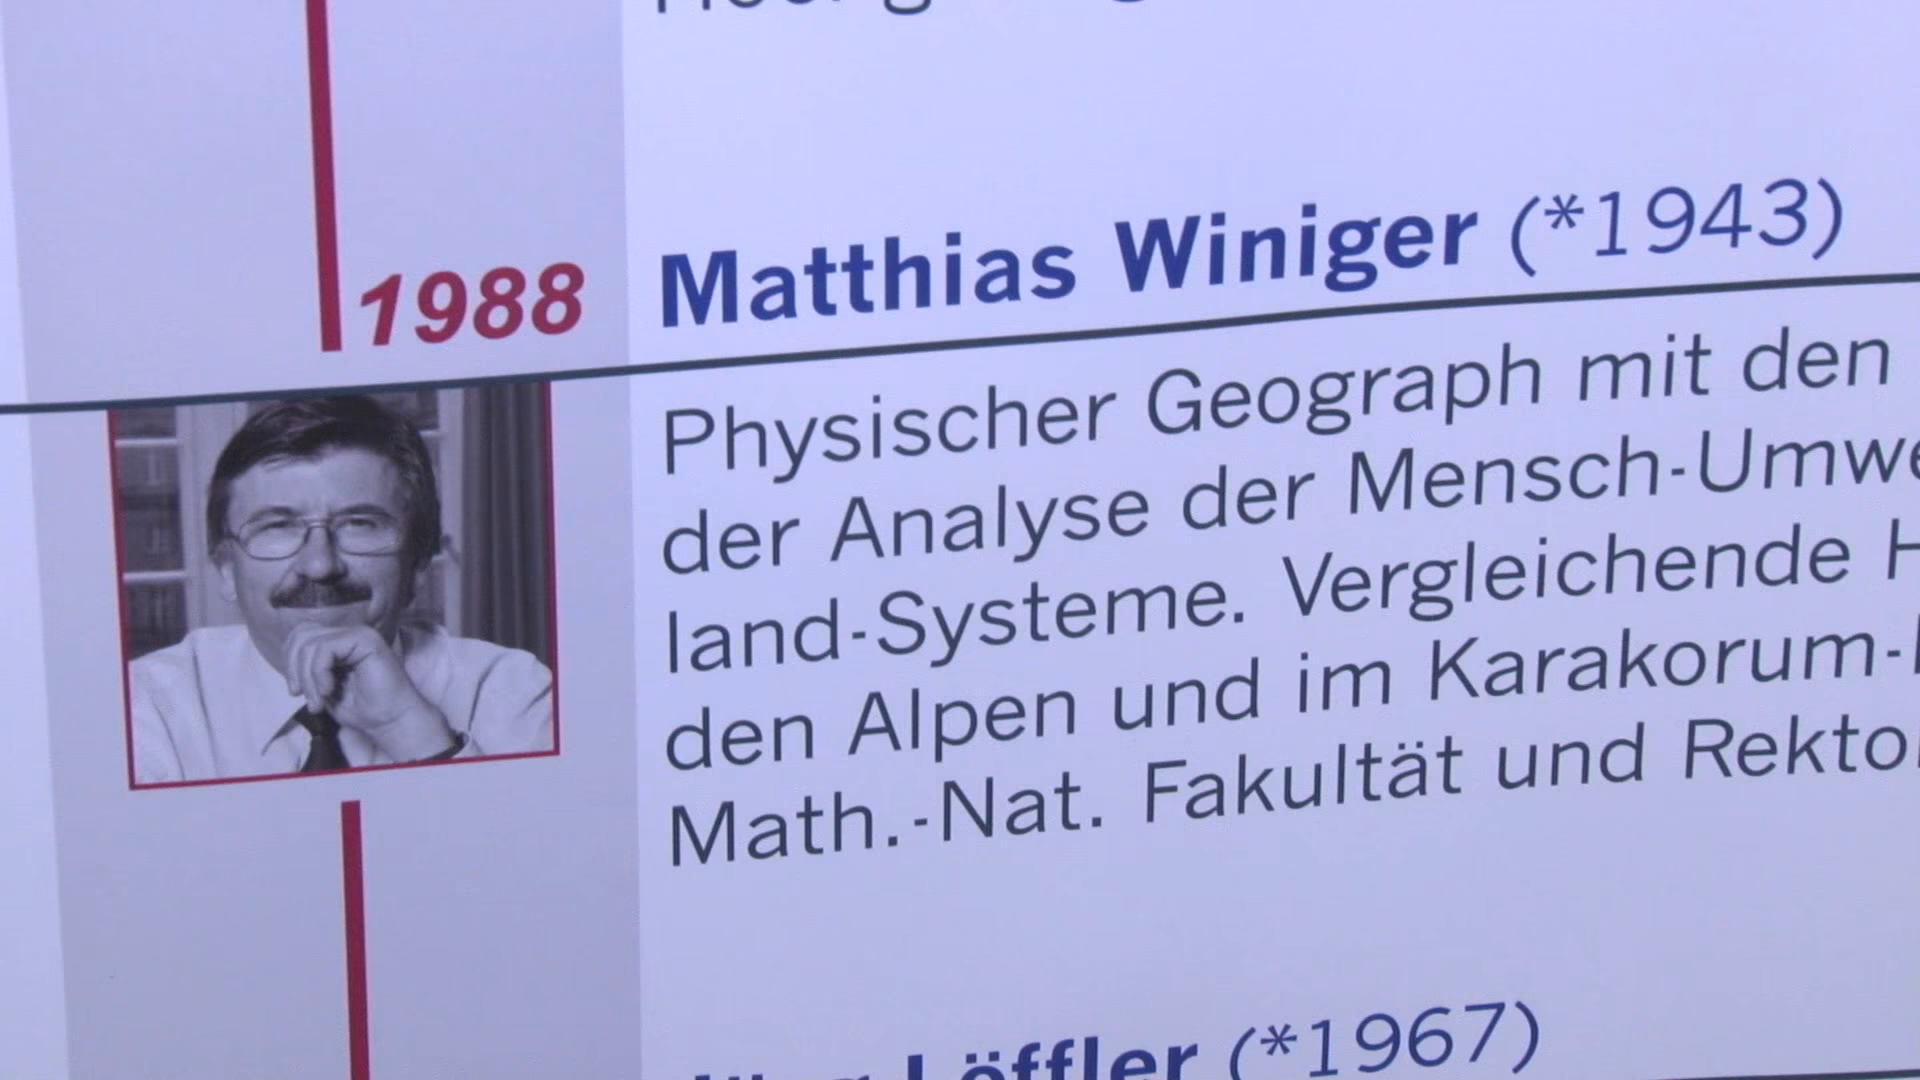 1988
Matthias Winiger (*1943)
Physischer Geograph mit den
der Analyse der Mensch-Umwe
land-Systeme. Vergleichende H
den Alpen und im Karakorum-
Math.-Nat. Fakultät und Rekto
Löffler (*1967)